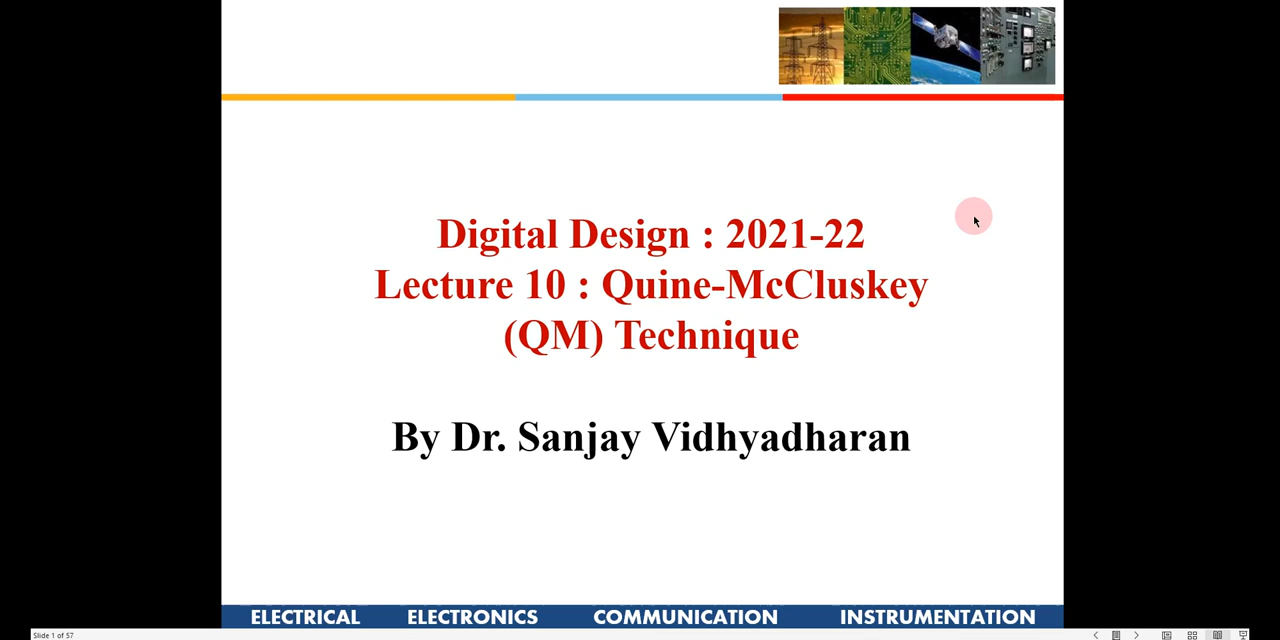 Digital Design : 2021-22
Lecture 10 : Quine-McCluskey
(QM) Technique
By Dr. Sanjay Vidhyadharan
ELECTRICAL ELECTRONICS COMMUNICATION INSTRUMENTATION
Slide 1 of 57